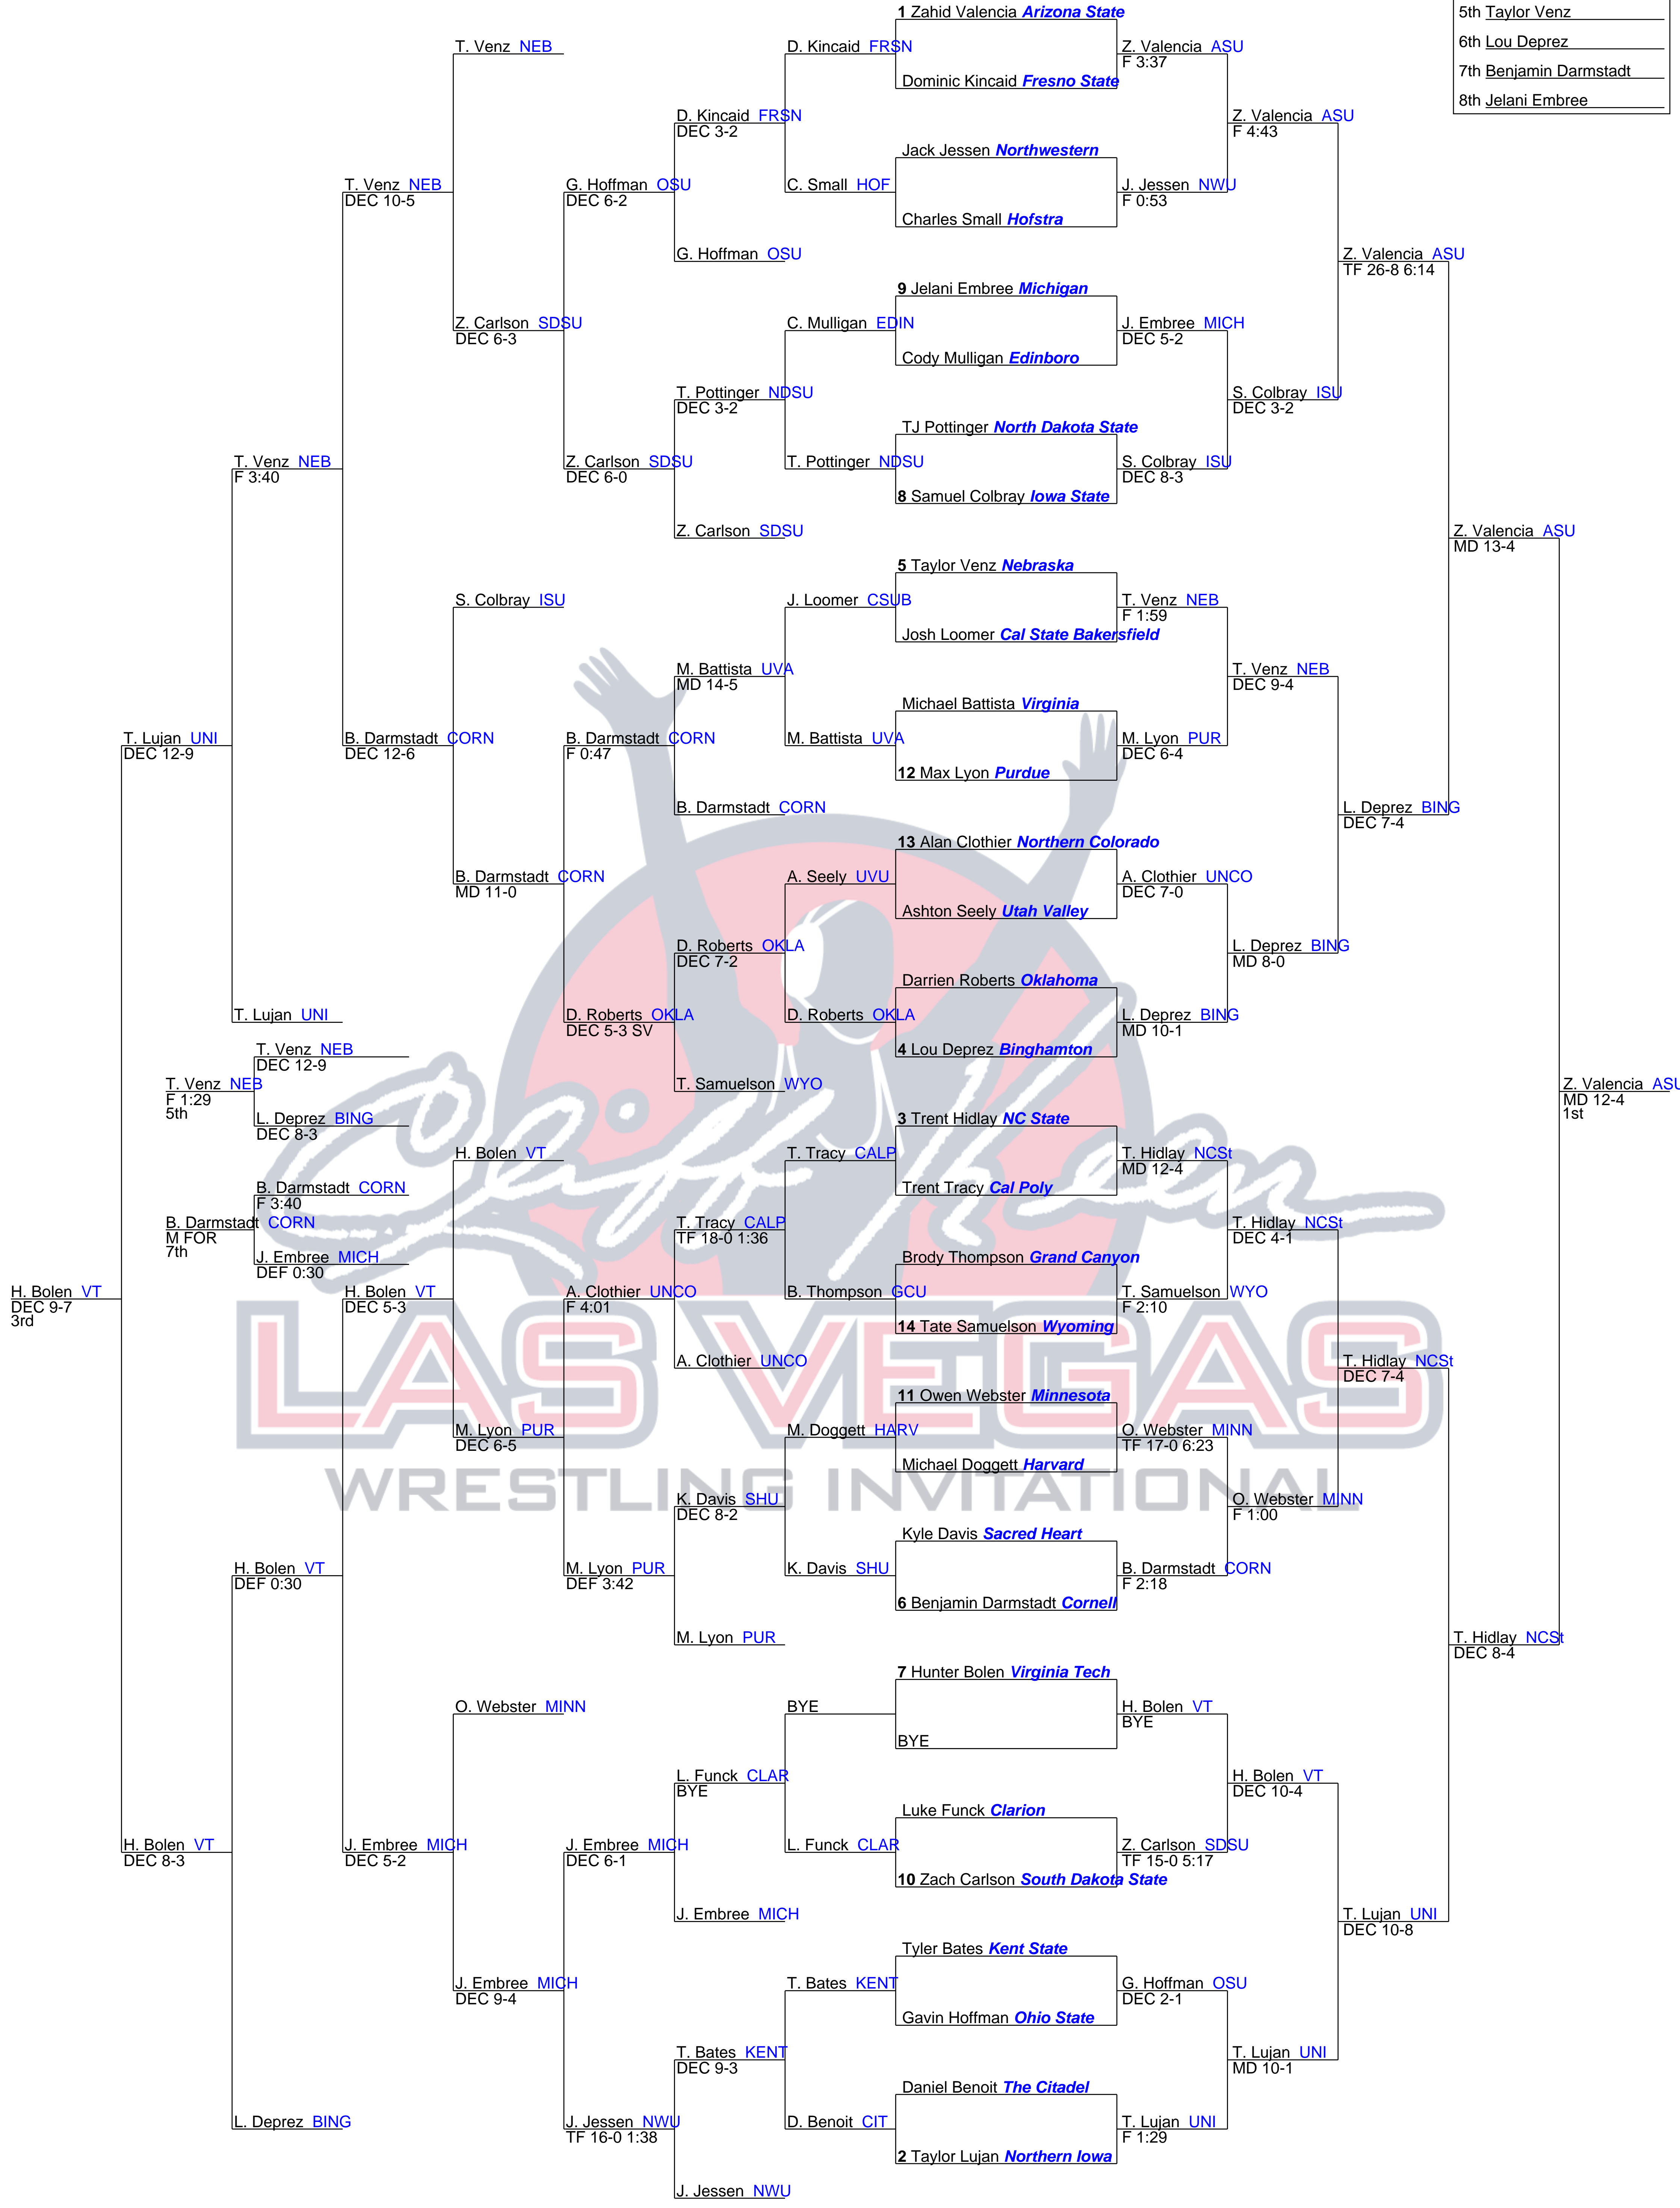 1 Zahid Valencia Arizona State
5th Taylor Venz
T. Venz NEB
D. Kincaid FRSN
Z. Valencia ASU
F 3:37
6th Lou Deprez
Dominic Kincaid Fresno State
7th Benjamin Darmstadt
8th Jelani Embree
D. Kincaid FRSN
DEC 3-2
Z. Valencia ASU
F 4:43
Jack Jessen Northwestern
T. Venz NEB
DEC 10-5
G. Hoffman OSU
DEC 6-2
C. Small HOF
J. Jessen NWU
F 0:53
Charles Small Hofstra
G. Hoffman OSU
Z. Valencia ASU
TF 26-8 6:14
9 Jelani Embree Michigan
Z. Carlson SDSU
DEC 6-3
C. Mulligan EDIN
J. Embree MICH
DEC 5-2
Cody Mulligan Edinboro
T. Pottinger NDSU
DEC 3-2
S. Colbray ISU
DEC 3-2
TJ Pottinger North Dakota State
T. Venz NEB
F 3:40
Z. Carlson SDSU
DEC 6-0
T. Pottinger NDSU
S. Colbray ISU
DEC 8-3
8 Samuel Colbray Iowa State
Z. Carlson SDSU
Z. Valencia ASU
MD 13-4
5 Taylor Venz Nebraska
S. Colbray ISU
J. Loomer CSUB
T. Venz NEB
F 1:59
Josh Loomer Cal State Bakersfield
M. Battista UVA
MD 14-5
T. Venz NEB
DEC 9-4
Michael Battista Virginia
T. Lujan UNI
DEC 12-9
B. Darmstadt CORN
DEC 12-6
B. Darmstadt CORN
F 0:47
M. Battista UVA
M. Lyon PUR
DEC 6-4
12 Max Lyon Purdue
B. Darmstadt CORN
L. Deprez BING
DEC 7-4
13 Alan Clothier Northern Colorado
B. Darmstadt CORN
MD 11-0
A. Seely UVU
A. Clothier UNCO
DEC 7-0
Ashton Seely Utah Valley
D. Roberts OKLA
DEC 7-2
L. Deprez BING
MD 8-0
Darrien Roberts Oklahoma
T. Lujan UNI
D. Roberts OKLA
DEC 5-3 SV
D. Roberts OKLA
L. Deprez BING
MD 10-1
4 Lou Deprez Binghamton
T. Venz NEB
DEC 12-9
T. Venz NEB
F 1:29
5th
T. Samuelson WYO
Z. Valencia ASU
MD 12-4
1st
L. Deprez BING
DEC 8-3
3 Trent Hidlay NC State
H. Bolen VT
T. Tracy CALP
T. Hidlay NCSt
MD 12-4
B. Darmstadt CORN
F 3:40
Trent Tracy Cal Poly
B. Darmstadt CORN
M FOR
7th
T. Tracy CALP
TF 18-0 1:36
T. Hidlay NCSt
DEC 4-1
J. Embree MICH
DEF 0:30
Brody Thompson Grand Canyon
Cliff Keen
H. Bolen VT
DEC 9-7
3rd
H. Bolen VT
DEC 5-3
A. Clothier UNCO
F 4:01
B. Thompson GCU
T. Samuelson WYO
F 2:10
14 Tate Samuelson Wyoming
A. Clothier UNCO
T. Hidlay NCSt
DEC 7-4
LAS VEGAS
11 Owen Webster Minnesota
M. Lyon PUR
DEC 6-5
M. Doggett HARV
O. Webster MINN
TF 17-0 6:23
Michael Doggett Harvard
WRESTLING INVITATIONAL
K. Davis SHU
DEC 8-2
O. Webster MINN
F 1:00
Kyle Davis Sacred Heart
H. Bolen VT
DEF 0:30
M. Lyon PUR
DEF 3:42
K. Davis SHU
B. Darmstadt CORN
F 2:18
6 Benjamin Darmstadt Cornell
M. Lyon PUR
T. Hidlay NCSt
DEC 8-4
7 Hunter Bolen Virginia Tech
O. Webster MINN
BYE
H. Bolen VT
BYE
BYE
L. Funck CLAR
BYE
H. Bolen VT
DEC 10-4
Luke Funck Clarion
H. Bolen VT
DEC 8-3
J. Embree MICH
DEC 5-2
J. Embree MICH
DEC 6-1
L. Funck CLAR
Z. Carlson SDSU
TF 15-0 5:17
10 Zach Carlson South Dakota State
J. Embree MICH
T. Lujan UNI
DEC 10-8
Tyler Bates Kent State
J. Embree MICH
DEC 9-4
T. Bates KENT
G. Hoffman OSU
DEC 2-1
Gavin Hoffman Ohio State
T. Bates KENT
DEC 9-3
T. Lujan UNI
MD 10-1
Daniel Benoit The Citadel
L. Deprez BING
J. Jessen NWU
TF 16-0 1:38
D. Benoit CIT
T. Lujan UNI
F 1:29
2 Taylor Lujan Northern Iowa
J. Jessen NWU